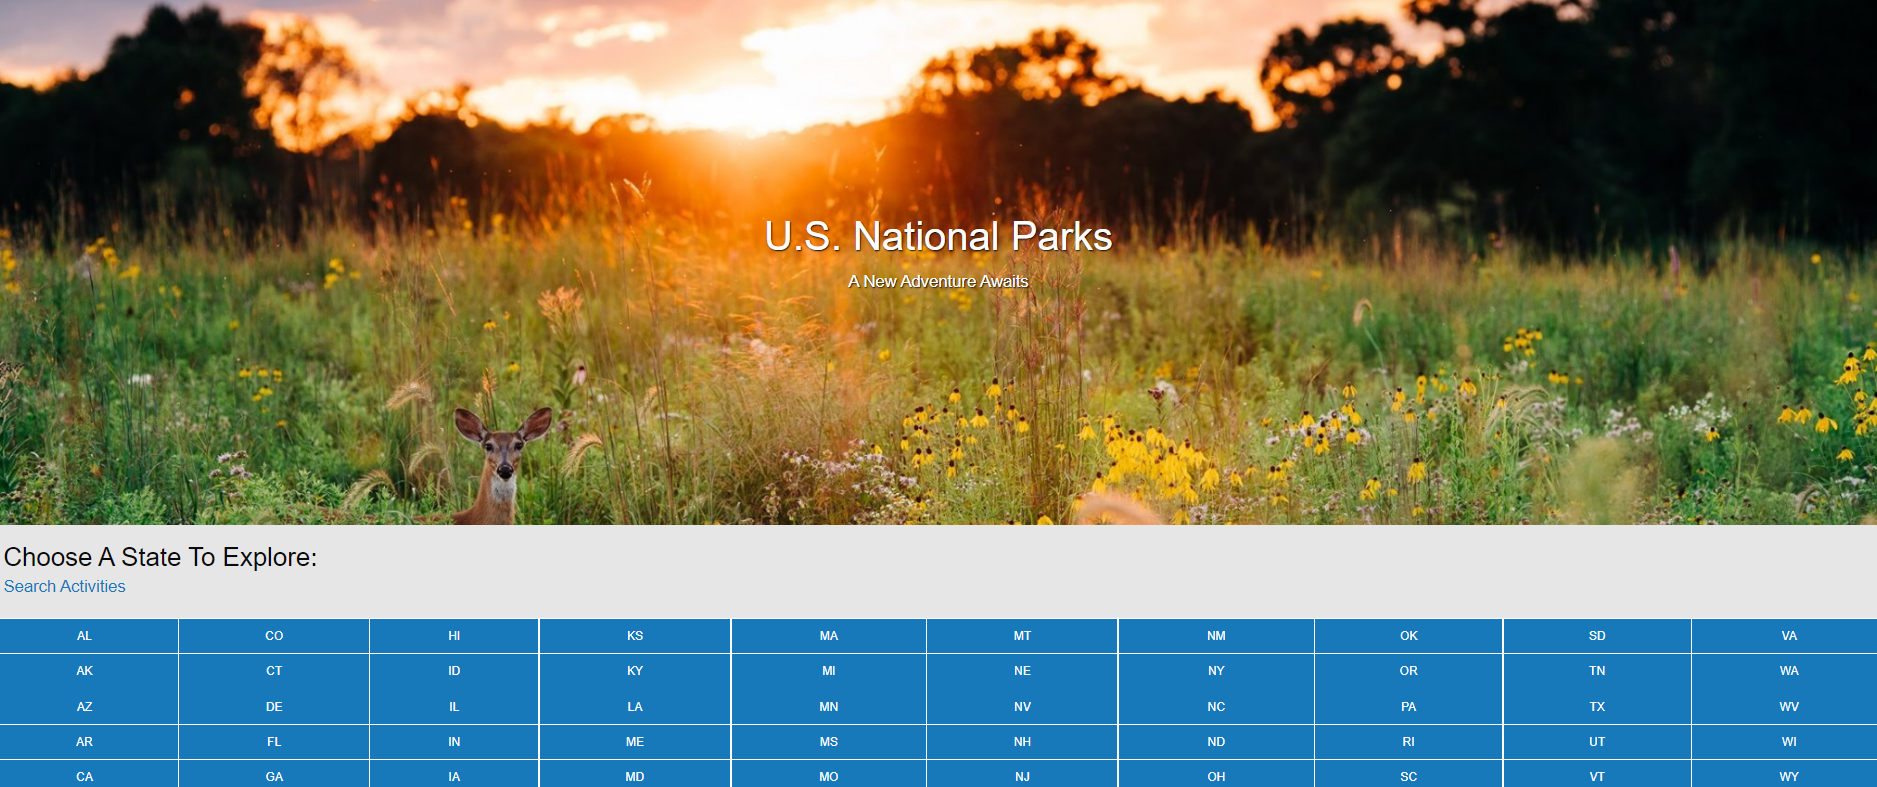 U.S. National Parks
A New Adventure Awaits
Choose A State To Explore:
Search Activities
AL CO HI KS MA MT NM OK SD VA
AK CT ID KY MI NE NY OR TN WA
AZ DE IL LA MN NV NC PA TX WV
AR FL IN ME MS NH ND RI UT WI
CA GA IA MD MO NJ OH SC VT WY